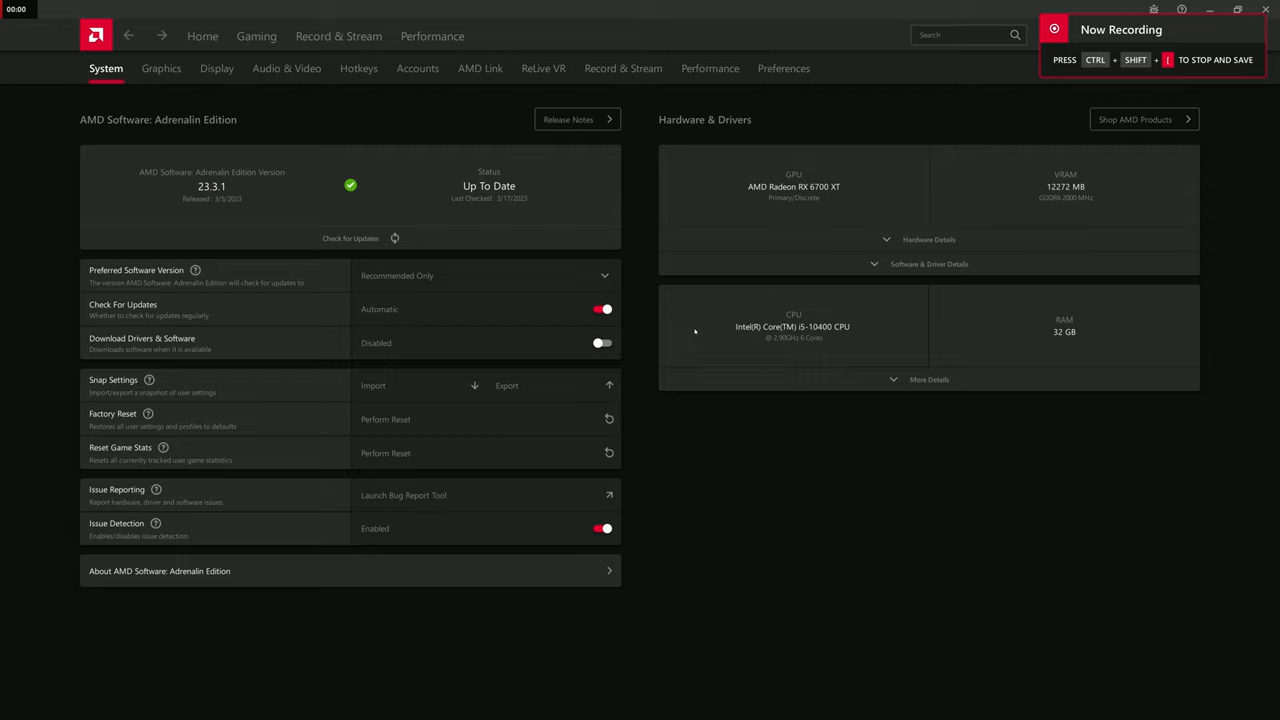 00:00
Home
Gaming
Record & Stream
Performance
Search
Now Recording
PRESS CTRL + SHIFT + [ TO STOP AND SAVE
System
Graphics
Display
Audio & Video
Hotkeys
Accounts
AMD Link
ReLive VR
Record & Stream
Performance
Preferences
AMD Software: Adrenalin Edition
Release Notes
AMD Software: Adrenalin Edition Version
23.3.1
Released : 3/5/2023
Status
Up To Date
Last Checked : 3/17/2023
Check for Updates
Preferred Software Version
The version AMD Software: Adrenalin Edition will check for updates to
Recommended Only
Check For Updates
Whether to check for updates regularly
Automatic
Download Drivers & Software
Downloads software when it is available
Disabled
Snap Settings
Import/export a snapshot of user settings
Import
Export
Factory Reset
Restores all user settings and profiles to defaults
Perform Reset
Reset Game Stats
Resets all currently tracked user game statistics
Perform Reset
Issue Reporting
Report hardware, driver and software issues.
Launch Bug Report Tool
Issue Detection
Enables/disables issue detection
Enabled
About AMD Software: Adrenalin Edition
Hardware & Drivers
Shop AMD Products
GPU
AMD Radeon RX 6700 XT
Primary/Discrete
VRAM
12272 MB
GDDR6 2000 MHz
Hardware Details
Software & Driver Details
CPU
Intel(R) Core(TM) i5-10400 CPU
@ 2.90GHz 6 Cores
RAM
32 GB
More Details